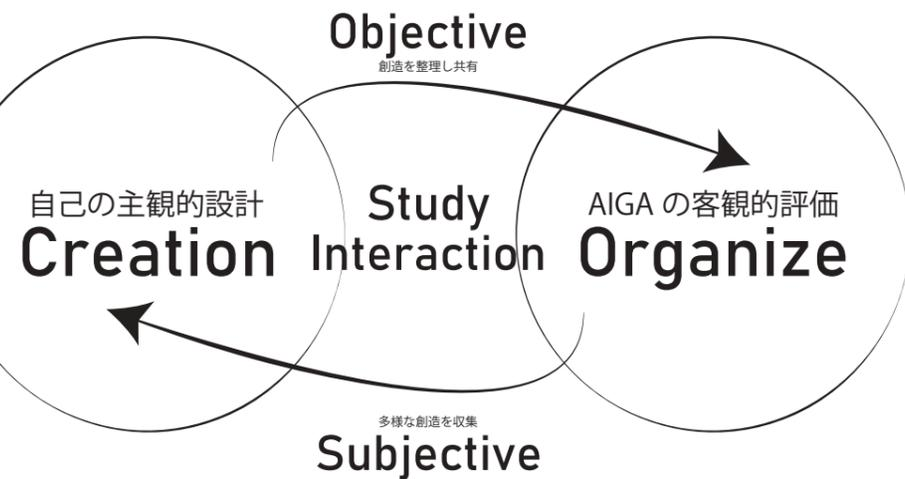 Objective
創造を整理し共有
自己の主観的設計
Creation
Study
Interaction
AIGA の客観的評価
Organize
多様な創造を収集
Subjective